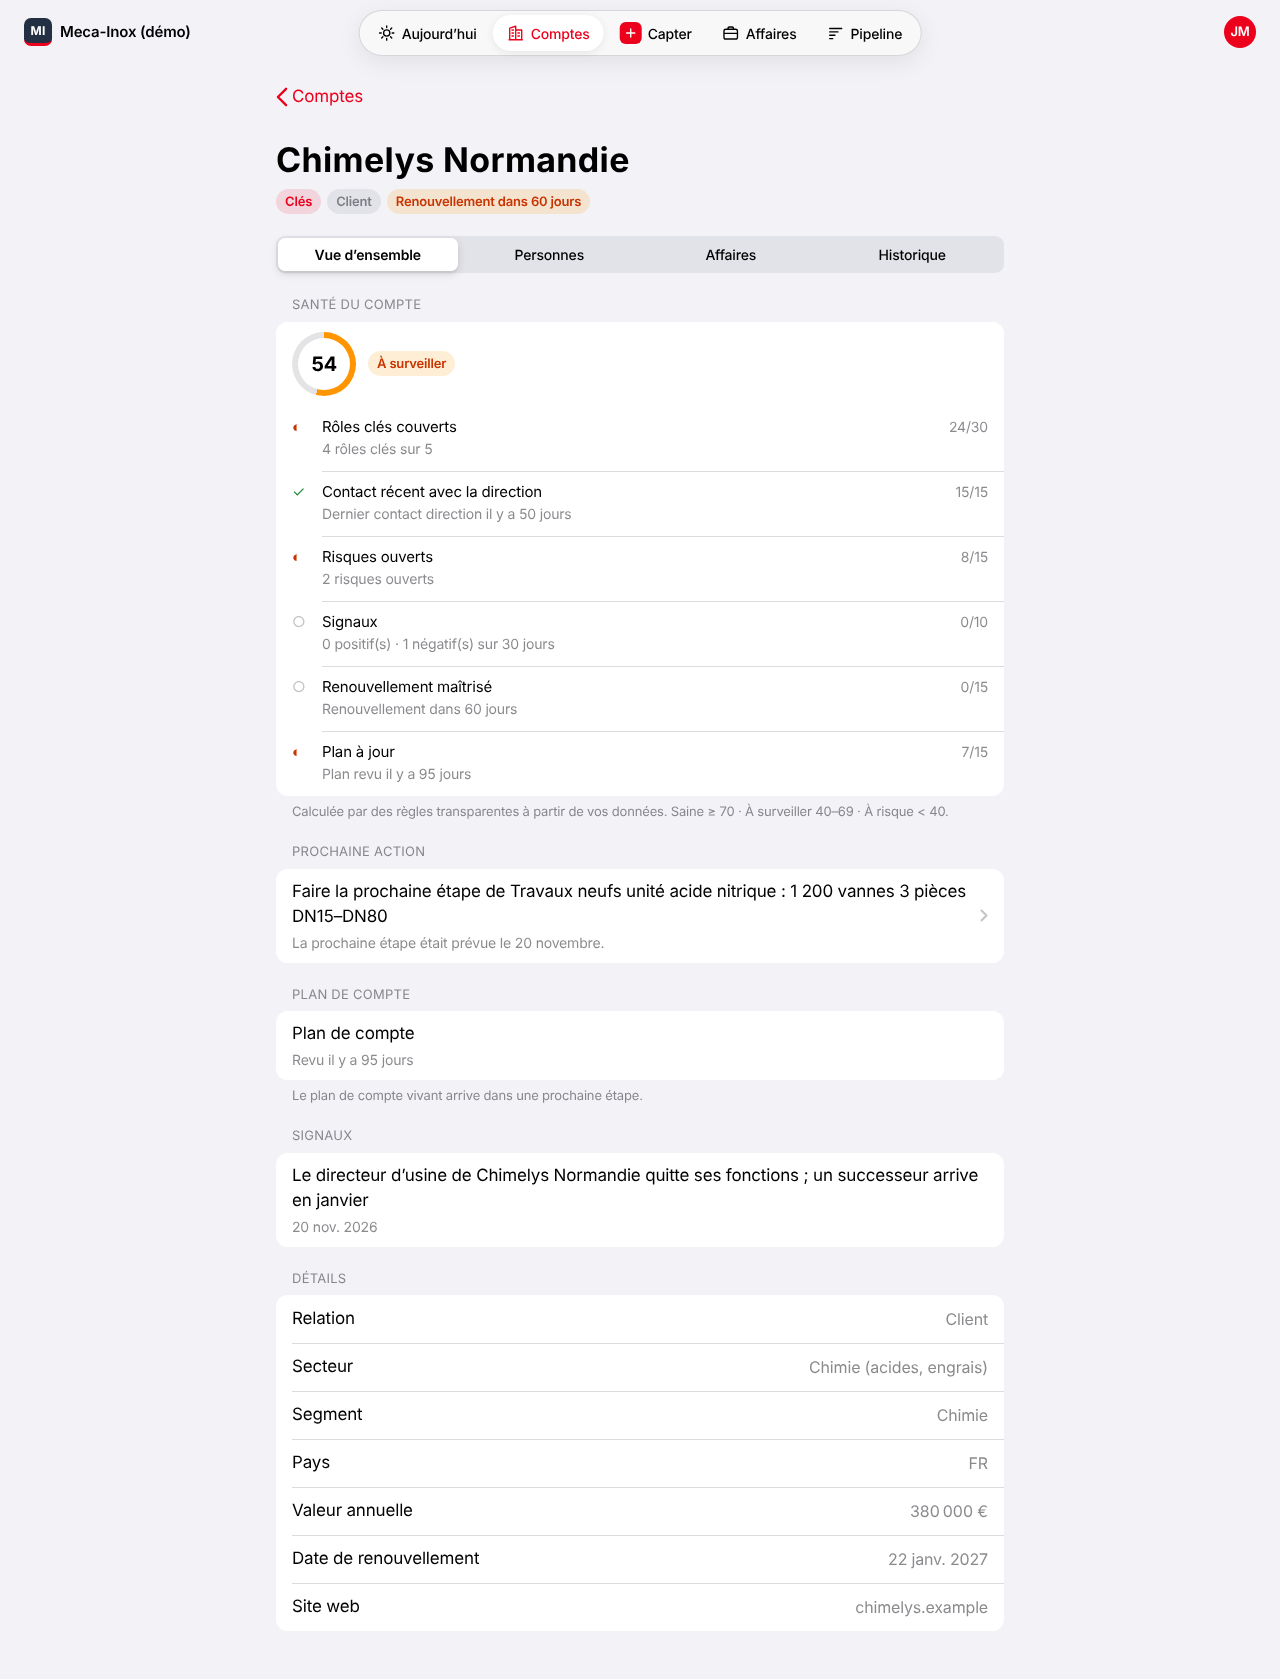 MI Meca-Inox (démo)
Aujourd’hui Comptes Capter Affaires Pipeline
JM
Comptes
Chimelys Normandie
Clés Client Renouvellement dans 60 jours
Vue d’ensemble Personnes Affaires Historique
SANTÉ DU COMPTE
54 À surveiller
Rôles clés couverts 24/30
4 rôles clés sur 5
Contact récent avec la direction 15/15
Dernier contact direction il y a 50 jours
Risques ouverts 8/15
2 risques ouverts
Signaux 0/10
0 positif(s) · 1 négatif(s) sur 30 jours
Renouvellement maîtrisé 0/15
Renouvellement dans 60 jours
Plan à jour 7/15
Plan revu il y a 95 jours
Calculée par des règles transparentes à partir de vos données. Saine ≥ 70 · À surveiller 40–69 · À risque < 40.
PROCHAINE ACTION
Faire la prochaine étape de Travaux neufs unité acide nitrique : 1 200 vannes 3 pièces
DN15–DN80
La prochaine étape était prévue le 20 novembre.
PLAN DE COMPTE
Plan de compte
Revu il y a 95 jours
Le plan de compte vivant arrive dans une prochaine étape.
SIGNAUX
Le directeur d’usine de Chimelys Normandie quitte ses fonctions ; un successeur arrive
en janvier
20 nov. 2026
DÉTAILS
Relation Client
Secteur Chimie (acides, engrais)
Segment Chimie
Pays FR
Valeur annuelle 380 000 €
Date de renouvellement 22 janv. 2027
Site web chimelys.example